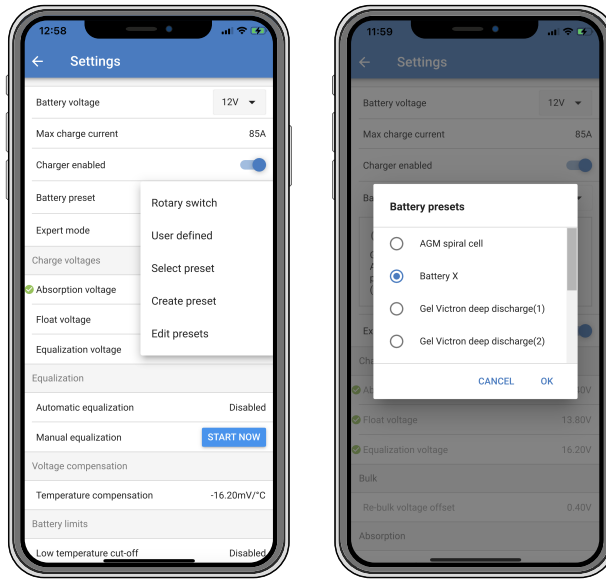 12:58
Settings
Battery voltage 12V
Max charge current 85A
Charger enabled
Battery preset
Expert mode
Rotary switch
User defined
Select preset
Create preset
Edit presets
Charge voltages
Absorption voltage
Float voltage
Equalization voltage
Equalization
Automatic equalization Disabled
Manual equalization START NOW
Voltage compensation
Temperature compensation -16.20mV/°C
Battery limits
Low temperature cut-off Disabled
11:59
Settings
Battery voltage 12V
Max charge current 85A
Charger enabled
Ba
Battery presets
AGM spiral cell
Battery X
Gel Victron deep discharge(1)
Gel Victron deep discharge(2)
CANCEL OK
Ex
Cha
Ab 0V
Float voltage 13.80V
Equalization voltage 16.20V
Bulk
Re-bulk voltage offset 0.40V
Absorption